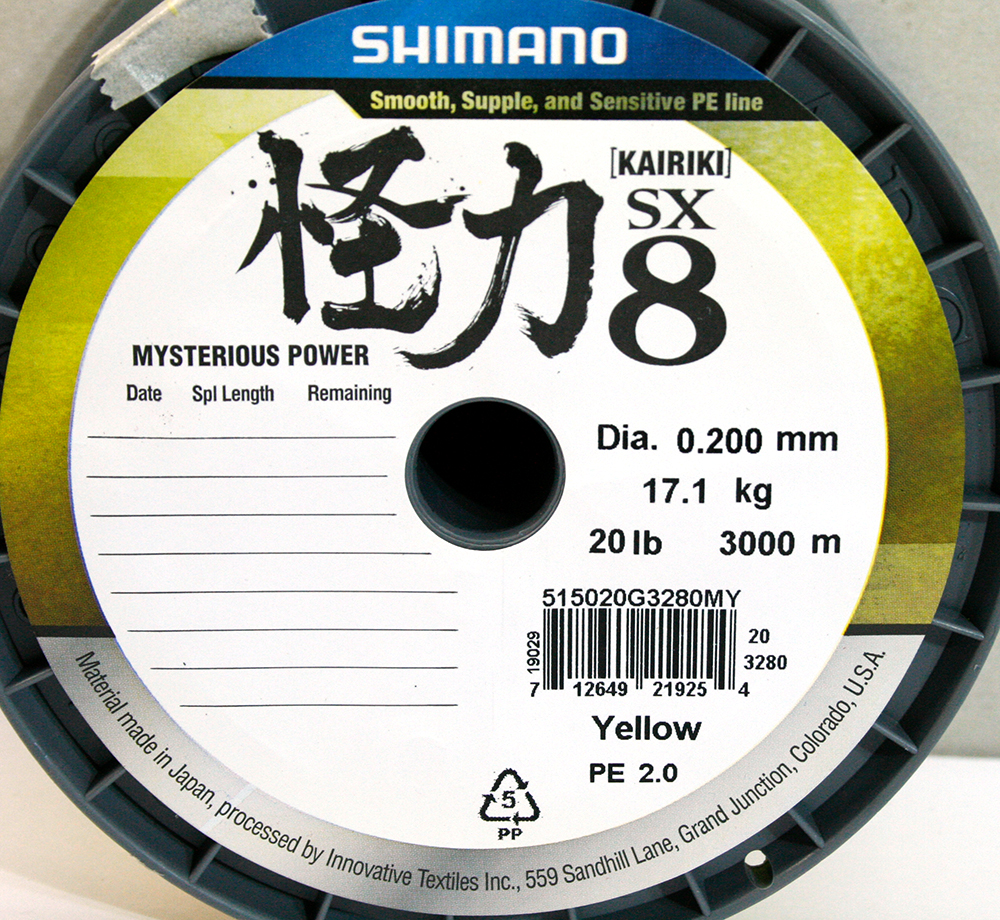 SHIMANO
Smooth, Supple, and Sensitive PE line
怪力
[KAIRIKI]
SX
8
MYSTERIOUS POWER
Date Spl Length Remaining
Dia. 0.200 mm
17.1 kg
20 lb 3000 m
515020G3280MY
19029
20
3280
7 12649 21925 4
Yellow
PE 2.0
5
PP
Material made in Japan, processed by Innovative Textiles Inc., 559 Sandhill Lane, Grand Junction, Colorado, U.S.A.